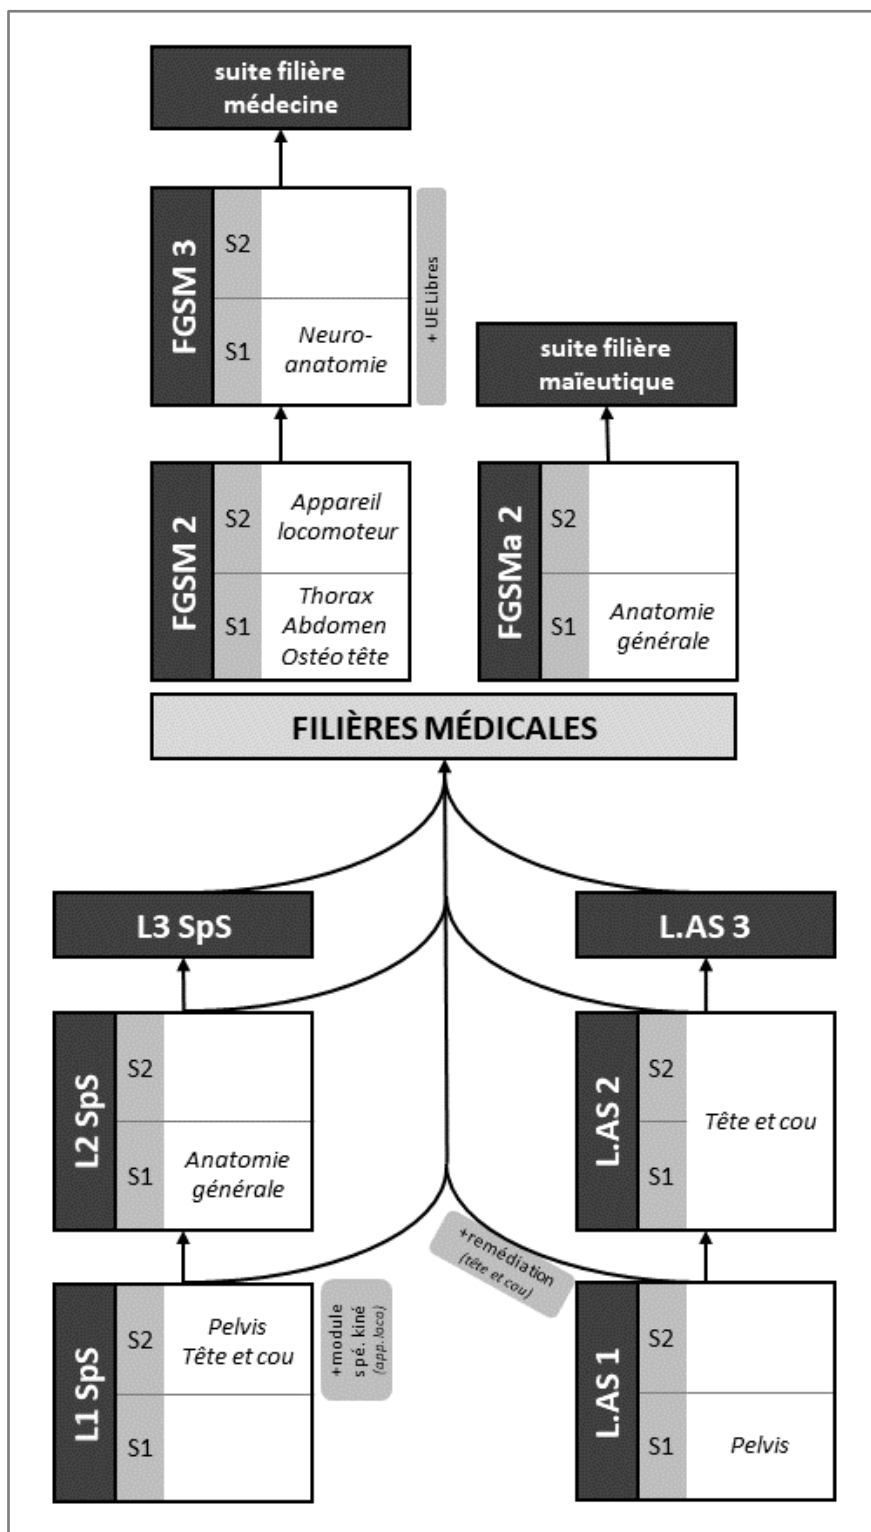 suite filière
médecine
FGSM 3
S2
S1
Neuro-
anatomie
+ UE Libres
suite filière
maïeutique
FGSM 2
S2
Appareil
locomoteur
S1
Thorax
Abdomen
Ostéo tête
FGSMa 2
S2
S1
Anatomie
générale
FILIÈRES MÉDICALES
L3 SpS
L.AS 3
L2 SpS
S2
S1
Anatomie
générale
L.AS 2
S2
S1
Tête et cou
+remédiation
(tête et cou)
L1 SpS
S2
Pelvis
Tête et cou
S1
+module
spé. kiné
(app. loco)
L.AS 1
S2
S1
Pelvis